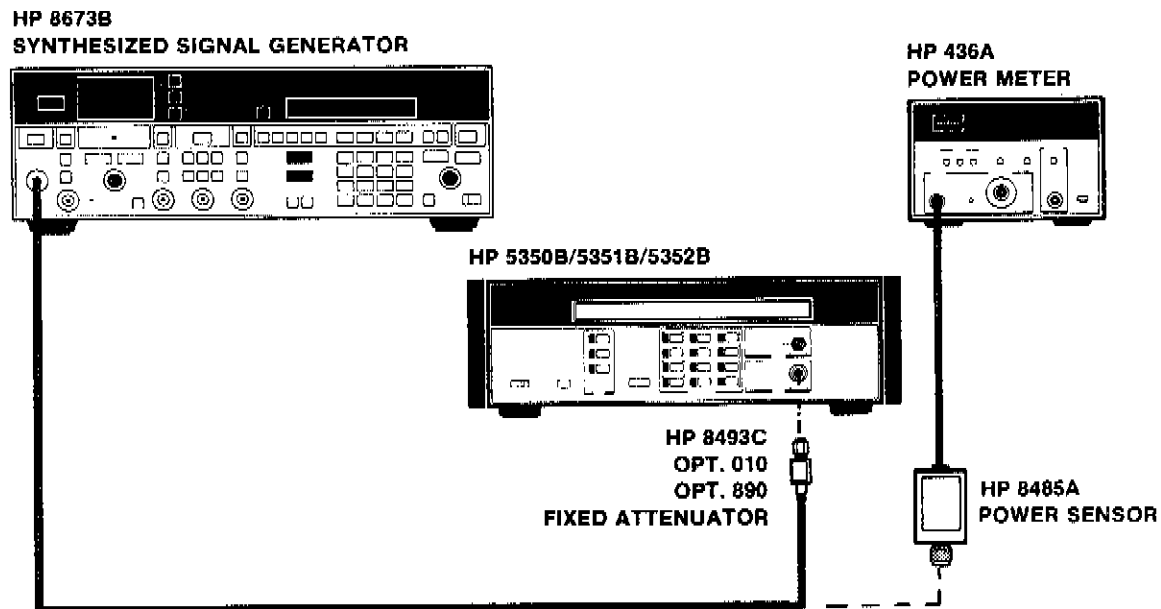 HP 8673B
SYNTHESIZED SIGNAL GENERATOR
HP 436A
POWER METER
HP 5350B/5351B/5352B
HP 8493C
OPT. 010
OPT. 890
FIXED ATTENUATOR
HP 8485A
POWER SENSOR